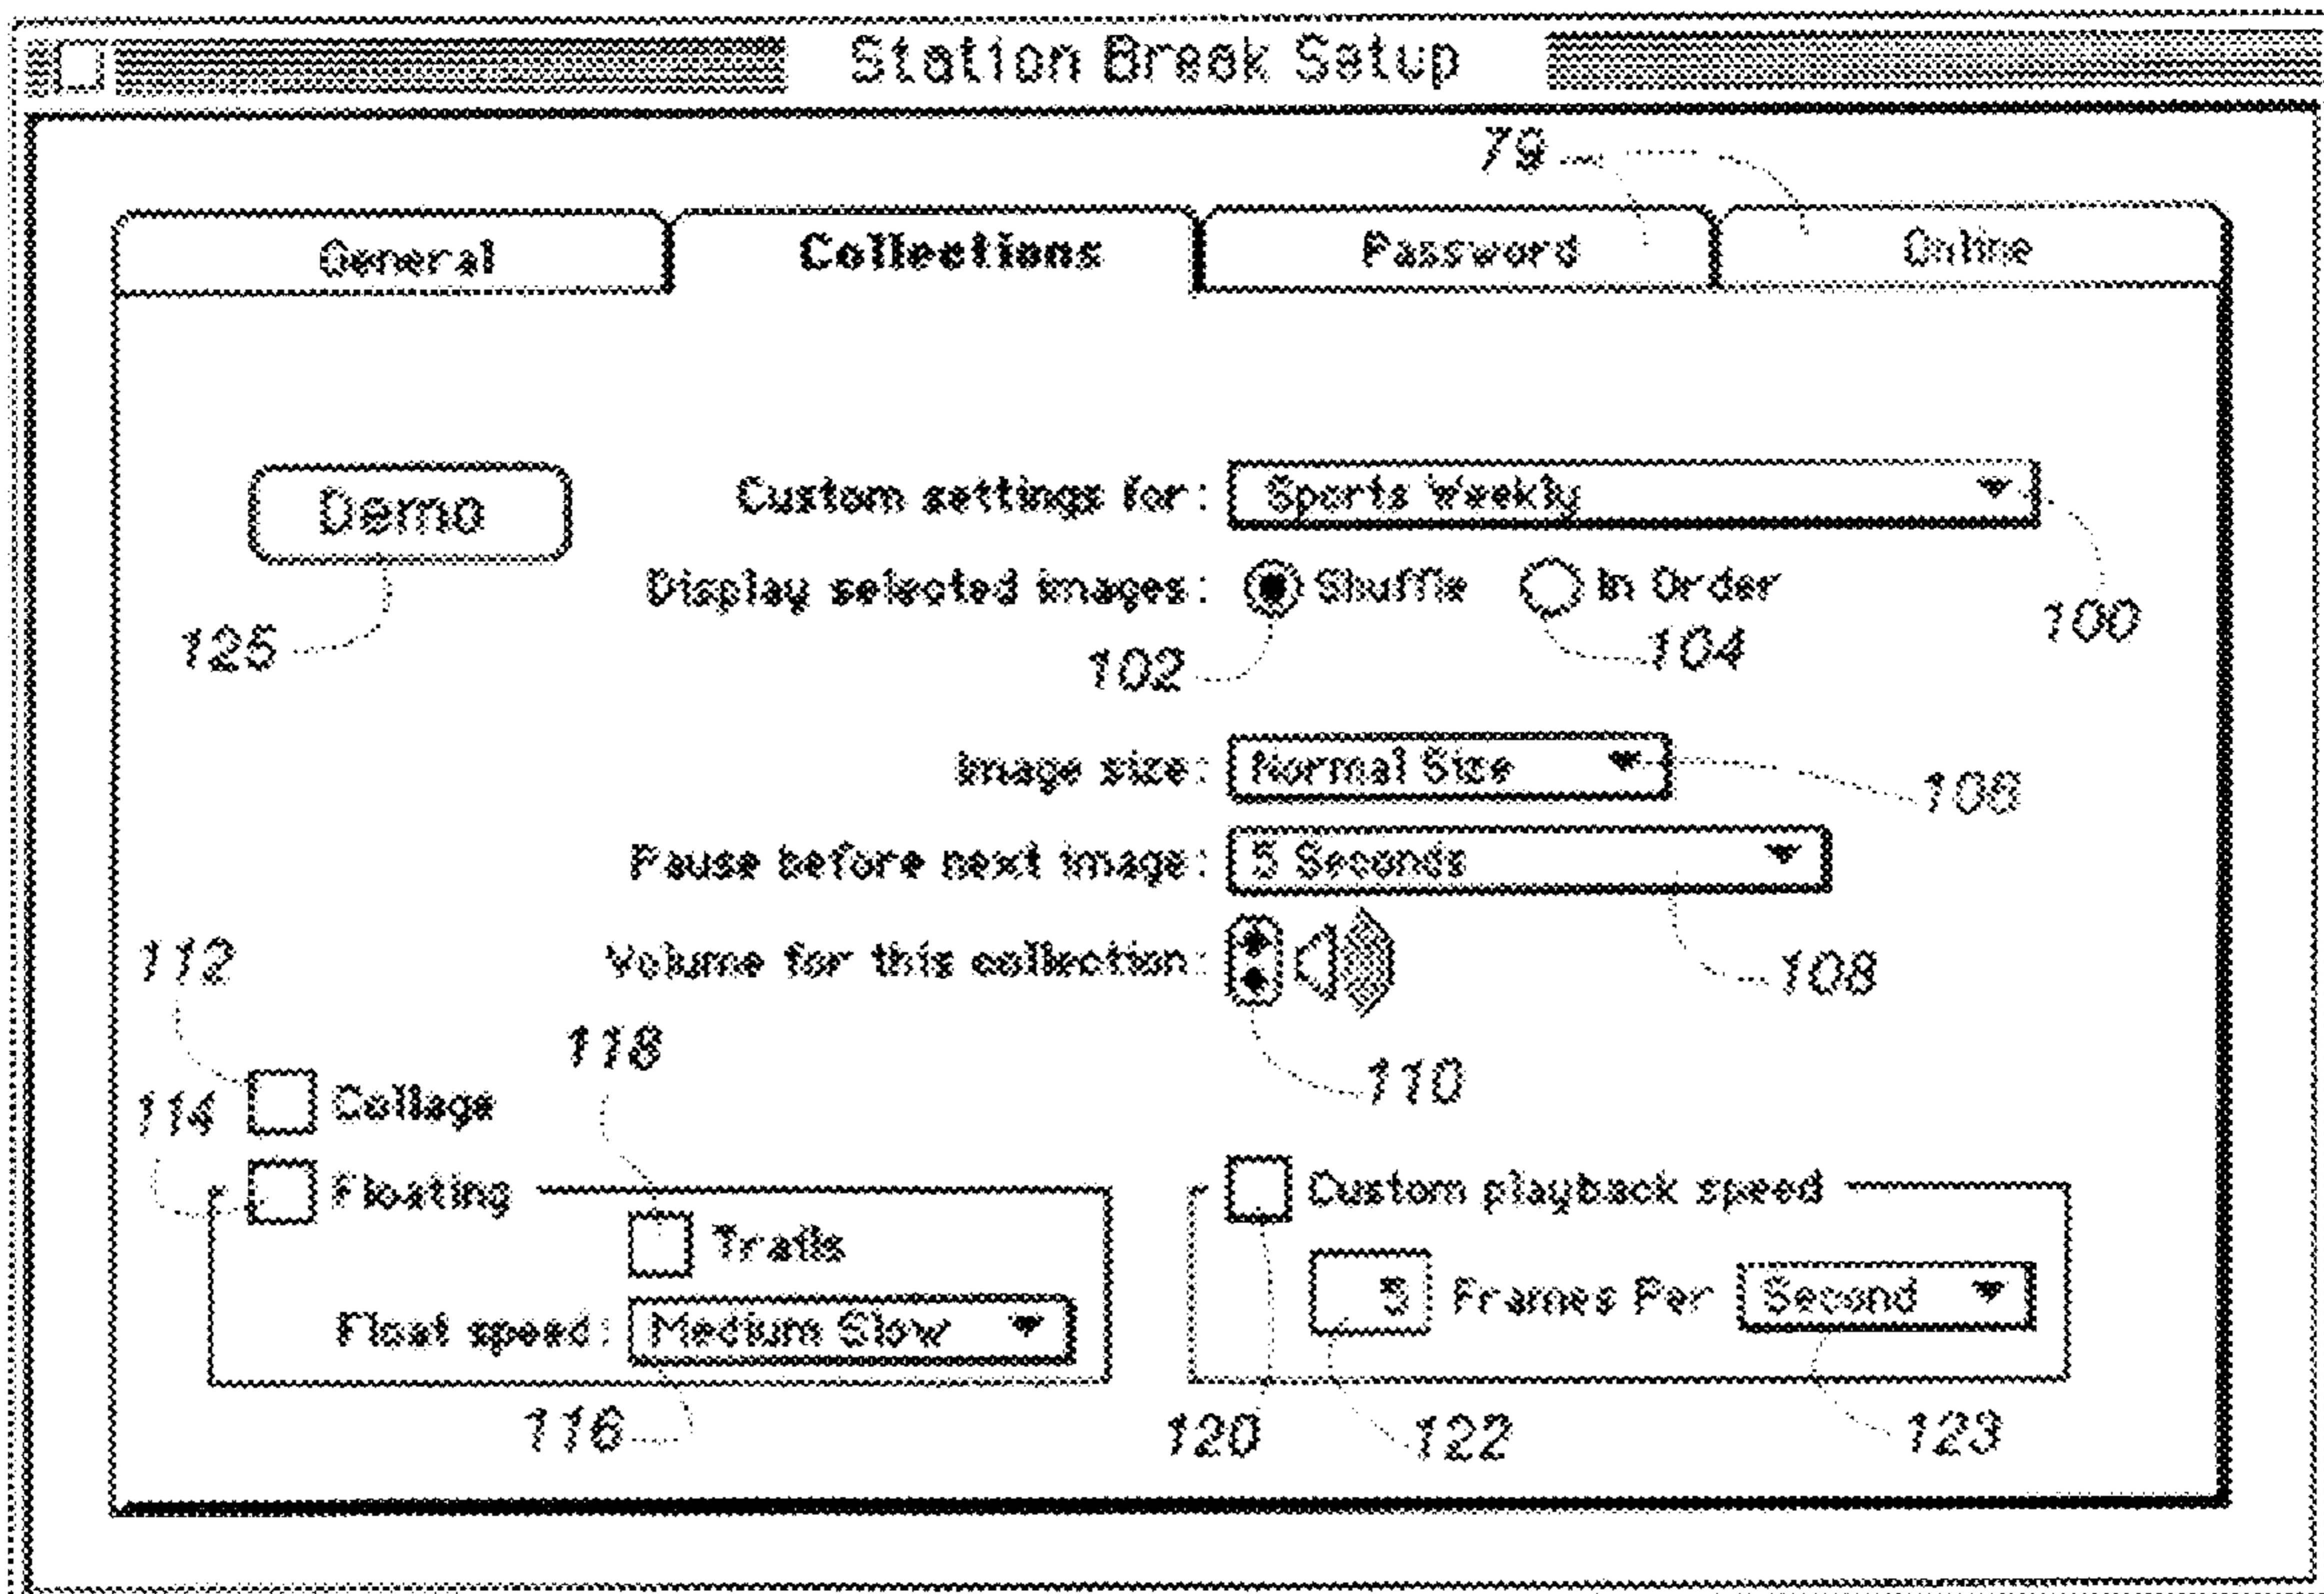 Station Break Setup
79
General Collections Password Online
Demo Custom settings for: Sports Weekly
Display selected images: Shuffle In Order
125 102 104 100
Image size: Normal Size
106
Pause before next image: 5 Seconds
112 Volume for this collection: 108
118
110
114 Collage
Floating Custom playback speed
Trails
Float speed: Medium Slow 5 Frames Per Second
116 120 122 123